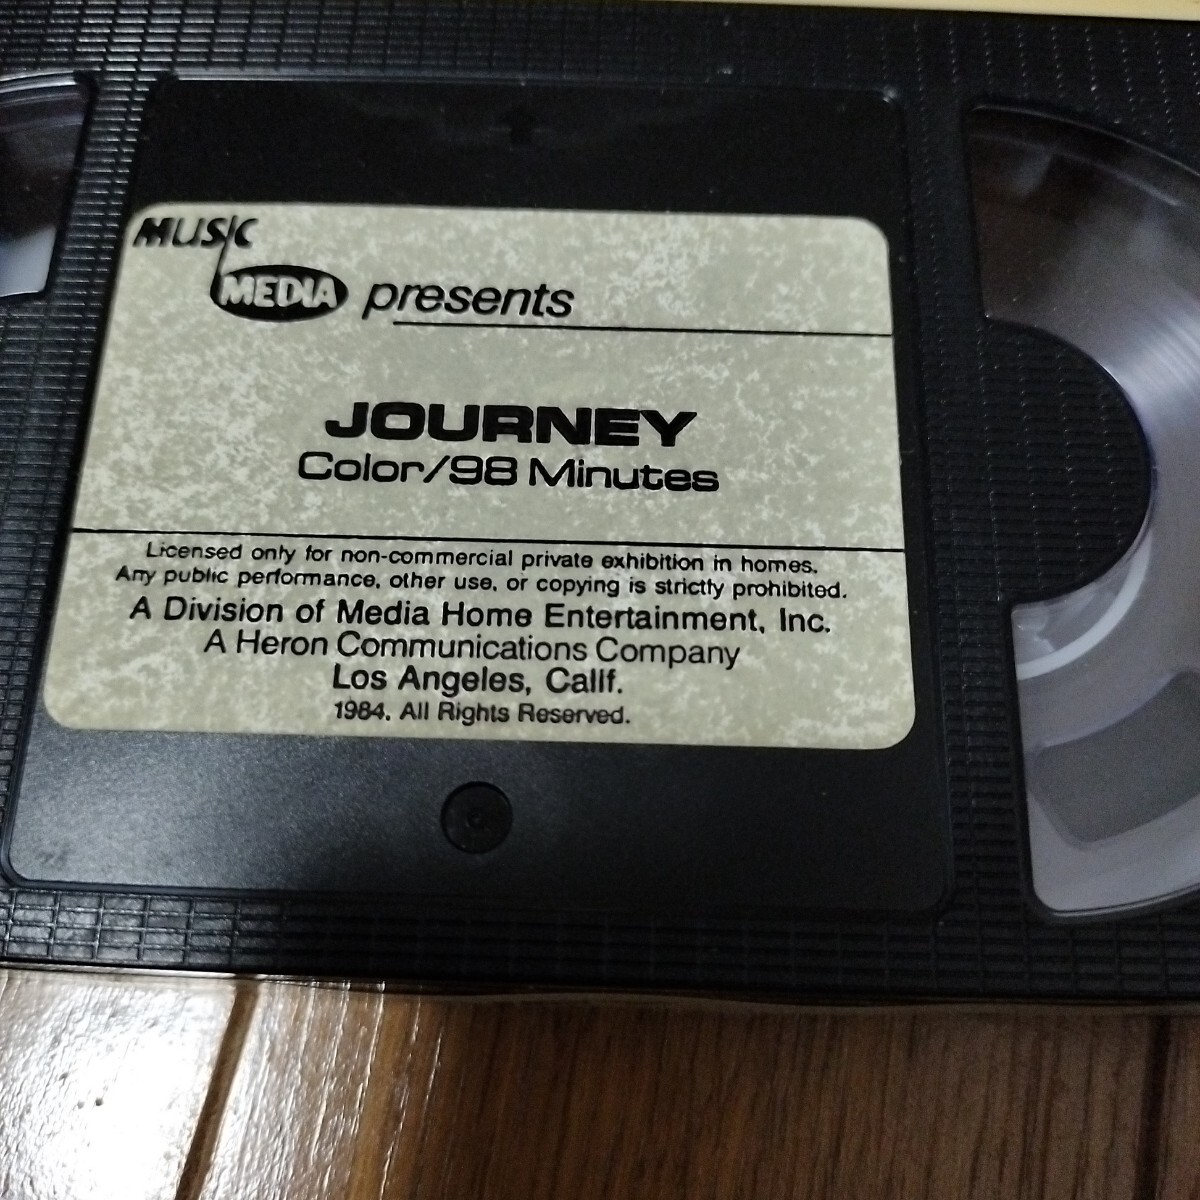 MUSIC
MEDIA presents
JOURNEY
Color/98 Minutes
Licensed only for non-commercial private exhibition in homes.
Any public performance, other use, or copying is strictly prohibited.
A Division of Media Home Entertainment, Inc.
A Heron Communications Company
Los Angeles, Calif.
1984. All Rights Reserved.